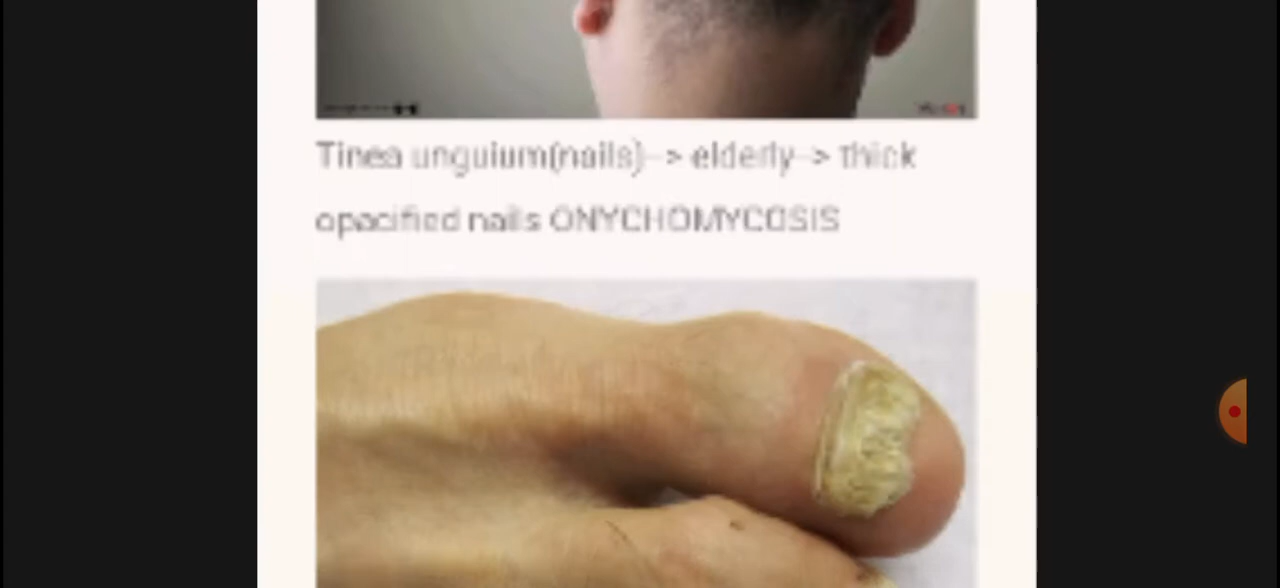 Tinea unguium(nails)-> elderly-> thick
opacified nails ONYCHOMYCOSIS